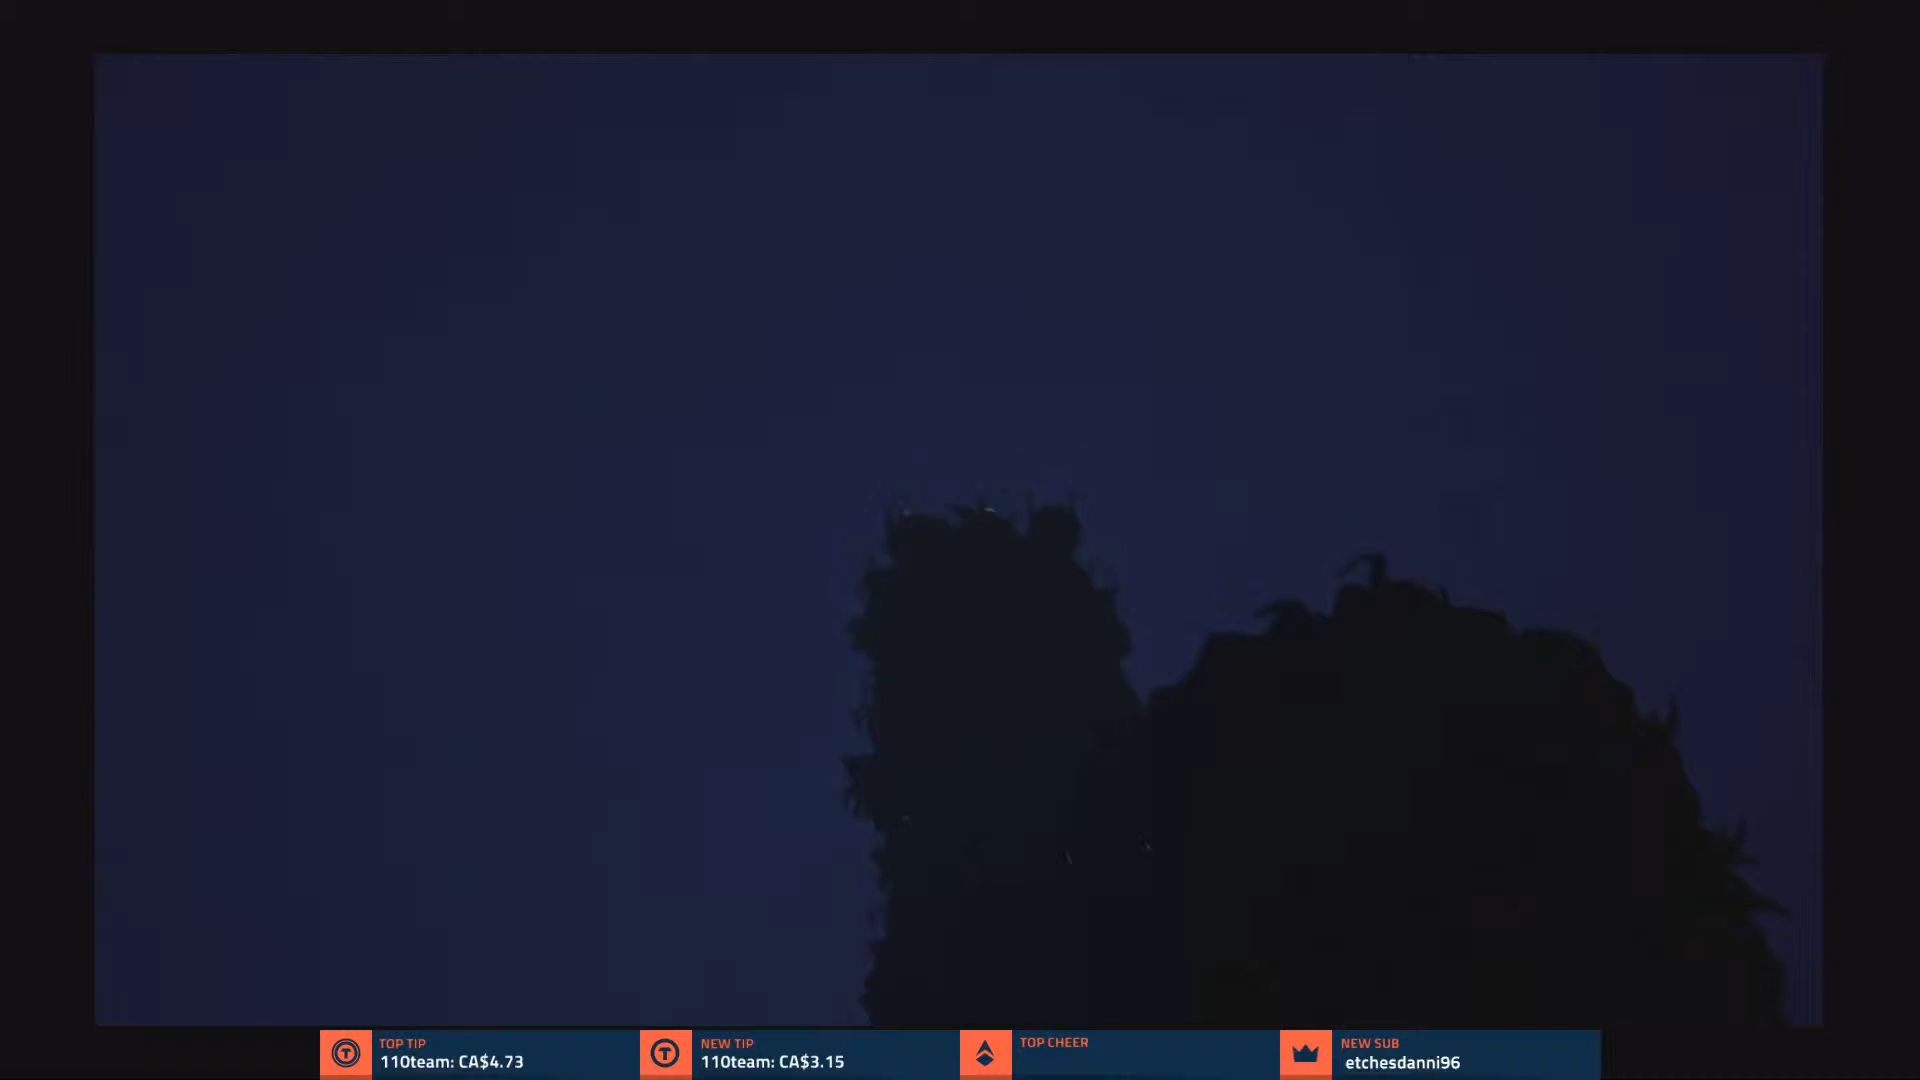 TOP TIP
110team: CA$4.73
NEW TIP
110team: CA$3.15
TOP CHEER
NEW SUB
etchesdanni96